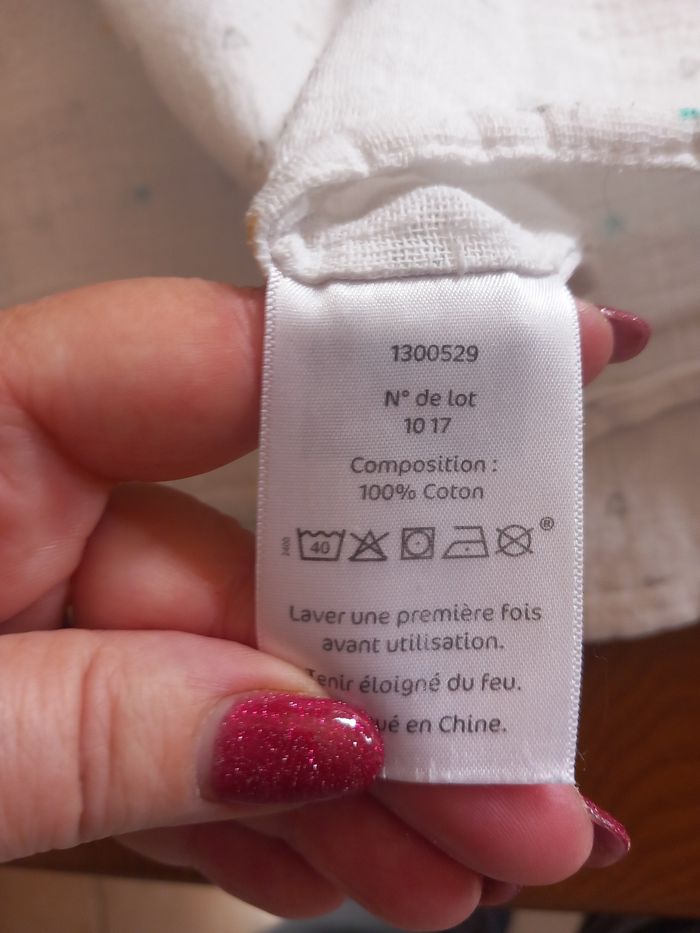 1300529
N° de lot
10 17
Composition :
100% Coton
2400
40 ®
Laver une première fois
avant utilisation.
Tenir éloigné du feu.
en Chine.